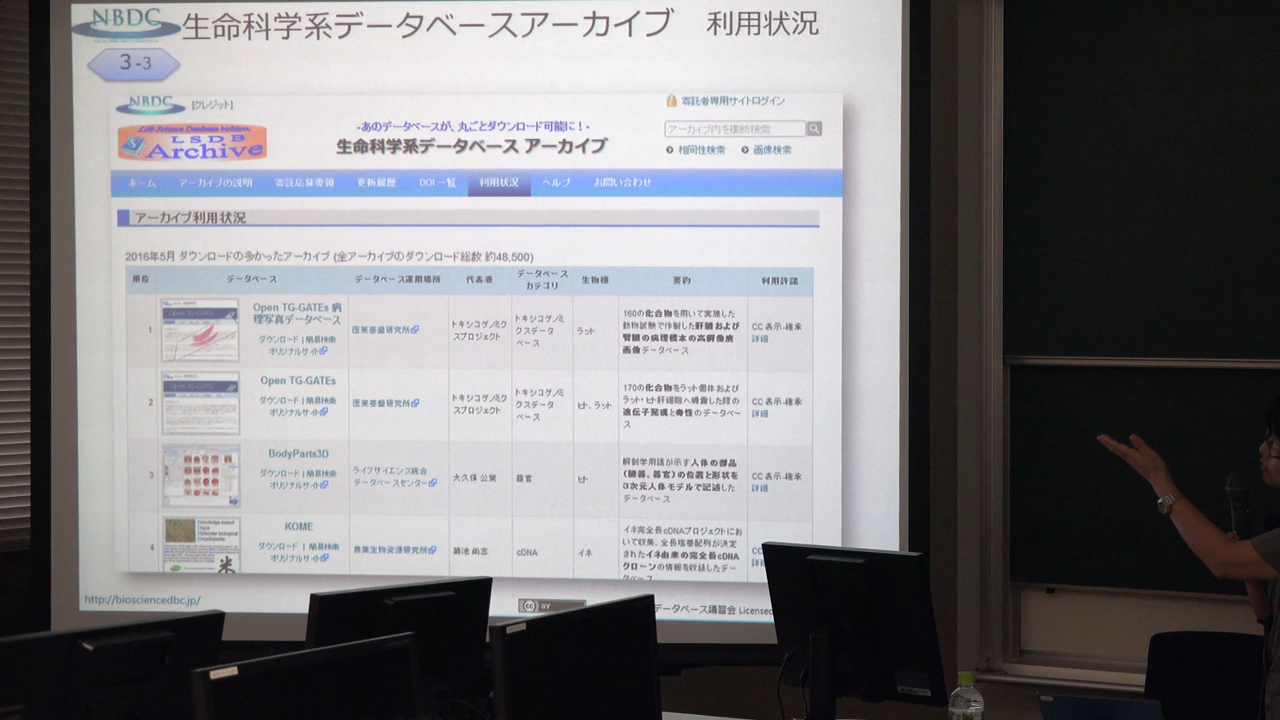 NBDC 生命科学系データベースアーカイブ 利用状況
3-3
NBDC [クレジット]
寄託者専用サイトログイン
Life Science Database Archive
LSDB
Archive
-あのデータベースが、丸ごとダウンロード可能に!-
生命科学系データベース アーカイブ
アーカイブ内を横断検索
相同性検索 画像検索
ホーム アーカイブの説明 寄託応募要領 更新履歴 DOI一覧 利用状況 ヘルプ お問い合わせ
アーカイブ利用状況
2016年5月 ダウンロードの多かったアーカイブ (全アーカイブのダウンロード総数 約48,500)
順位 データベース データベース運用場所 代表者 データベースカテゴリ 生物種 要約 利用許諾
1
Open TG-GATEs 病
理写真データベース
ダウンロード | 簡易検索
オリジナルサイト
医薬基盤研究所
トキシコゲノミク
スプロジェクト
トキシコゲノミ
クスデータ
ベース
ラット
160の化合物を用いて実施した
動物試験で作製した肝臓および
腎臓の病理標本の高解像度
画像データベース
CC 表示-継承
詳細
2
Open TG-GATEs
ダウンロード | 簡易検索
オリジナルサイト
医薬基盤研究所
トキシコゲノミク
スプロジェクト
トキシコゲノミ
クスデータ
ベース
ヒト、ラット
170の化合物をラット個体および
ラット・ヒト肝細胞へ曝露した際の
遺伝子発現と毒性のデータベー
ス
CC 表示-継承
詳細
3
BodyParts3D
ダウンロード | 簡易検索
オリジナルサイト
ライフサイエンス統合
データベースセンター
大久保 公策
器官
ヒト
解剖学用語が示す人体の部品
(臓器、器官)の位置と形状を
3次元人体モデルで記述した
データベース
CC 表示-継承
詳細
4
米
KOME
ダウンロード | 簡易検索
オリジナルサイト
農業生物資源研究所
菊池 尚志
cDNA
イネ
イネ完全長cDNAプロジェクトにお
いて収集、全長塩基配列が決定
されたイネ由来の完全長cDNA
クローンの情報を収録したデー
タベース
CC
詳
http://biosciencedbc.jp/
cc BY
データベース講習会 Licensed